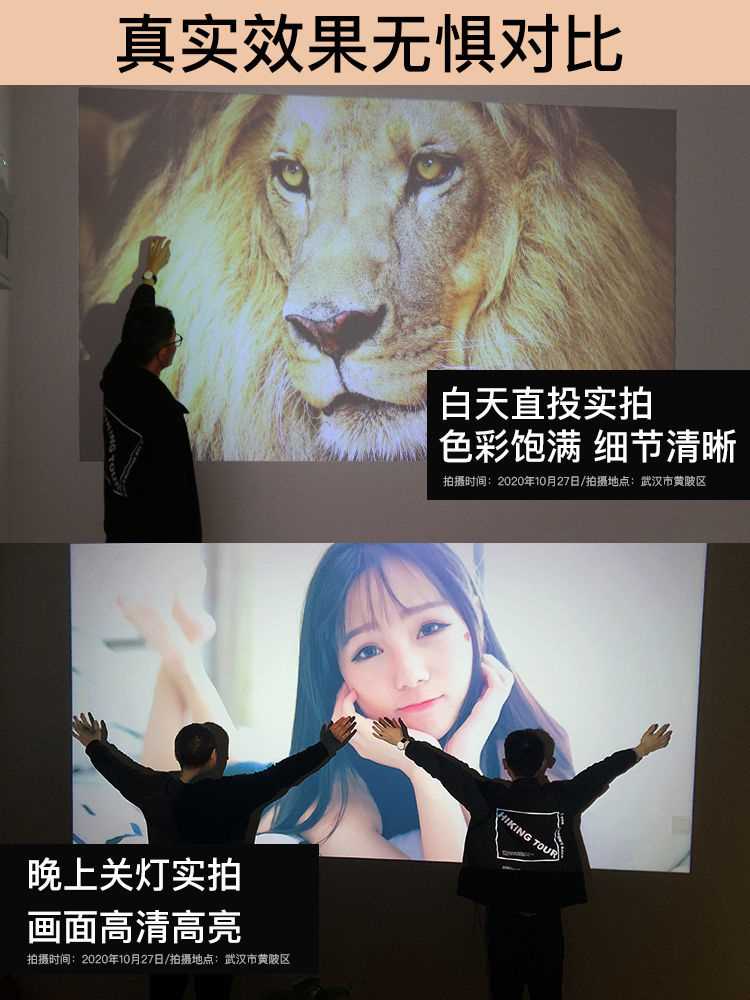 真实效果无惧对比
白天直投实拍
色彩饱满 细节清晰
拍摄时间：2020年10月27日/拍摄地点：武汉市黄陂区
HIKING TOUR
晚上关灯实拍
画面高清高亮
拍摄时间：2020年10月27日/拍摄地点：武汉市黄陂区